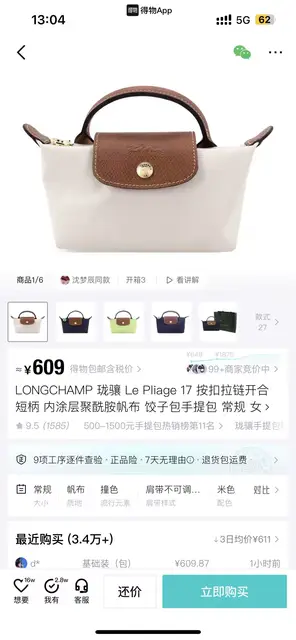 13:04
得物 得物App
5G 62
商品1/6
沈梦辰同款
开箱3
看讲解
款式
27
≈¥609 得物包邮含税价
99+商家竞价中
LONGCHAMP 珑骧 Le Pliage 17 按扣拉链开合
短柄 内涂层聚酰胺帆布 饺子包手提包 常规 女
9.5 (1585) 500-1500元手提包热销榜第11名 珑骧手提包
9项工序逐件查验 · 正品险 · 7天无理由 · 退货包运费
常规 帆布 撞色 肩带不可调... 米色 对比
大小 质地 流行元素 肩带样式 配色
最近购买 (3.4万+) ↓3日均价¥611
d* 基础装（包） ¥609.87 1小时前
16w 2.8w
想要 我有 客服 还价 立即购买